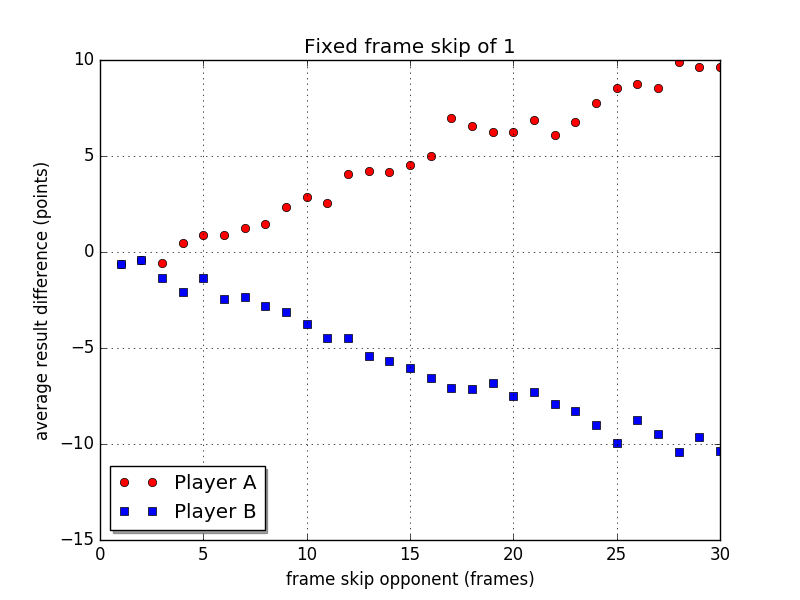 Fixed frame skip of 1
average result difference (points)
10
5
0
−5
−10
−15
Player A
Player B
0 5 10 15 20 25 30
frame skip opponent (frames)